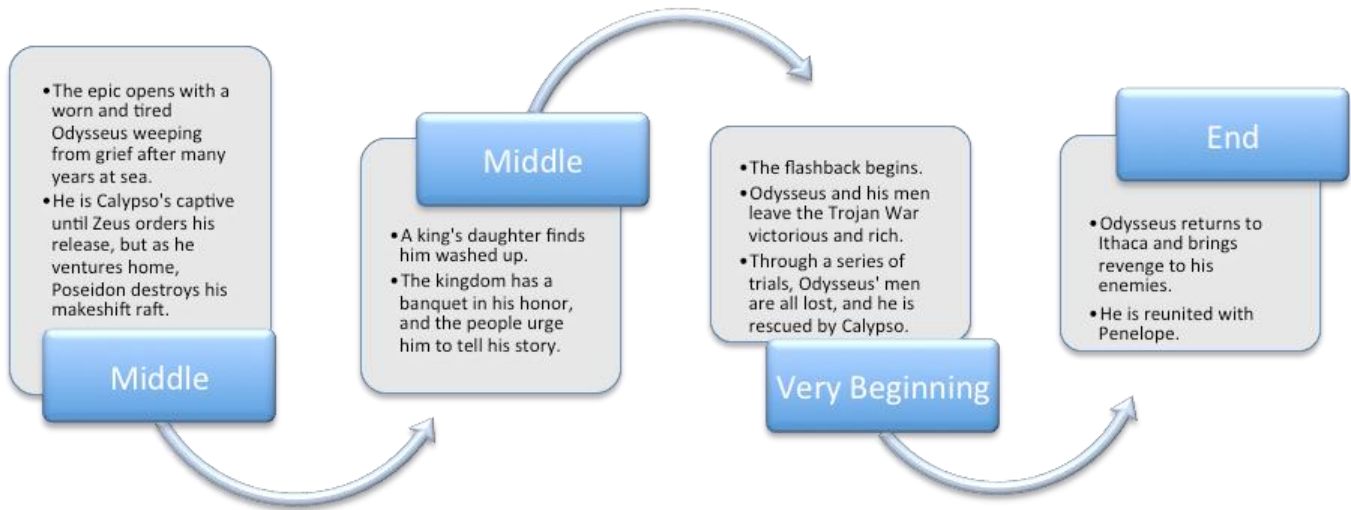 •The epic opens with a
worn and tired
Odysseus weeping
from grief after many
years at sea.
•He is Calypso's captive
until Zeus orders his
release, but as he
ventures home,
Poseidon destroys his
makeshift raft.
Middle
Middle
•A king's daughter finds
him washed up.
•The kingdom has a
banquet in his honor,
and the people urge
him to tell his story.
•The flashback begins.
•Odysseus and his men
leave the Trojan War
victorious and rich.
•Through a series of
trials, Odysseus' men
are all lost, and he is
rescued by Calypso.
Very Beginning
End
•Odysseus returns to
Ithaca and brings
revenge to his
enemies.
•He is reunited with
Penelope.